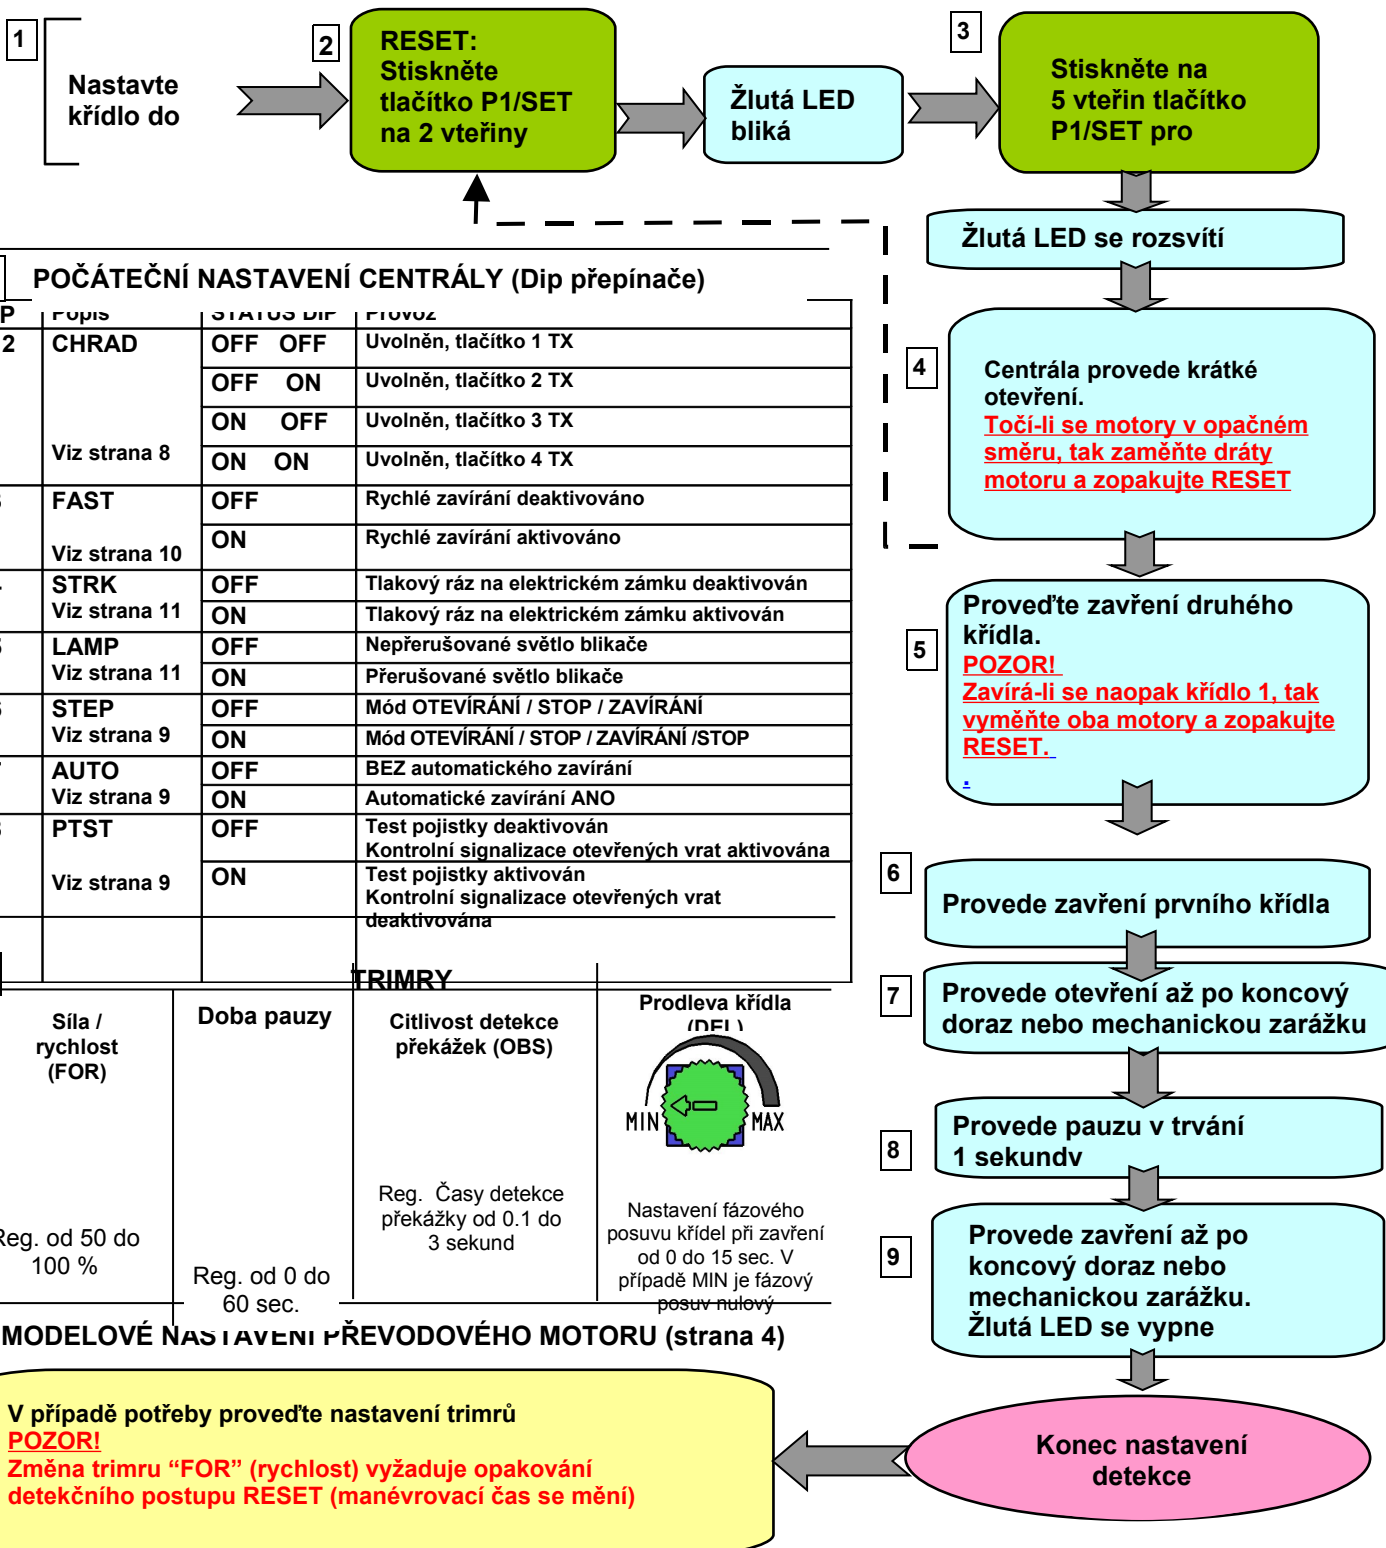 1
Nastavte
křídlo do
2
RESET:
Stiskněte
tlačítko P1/SET
na 2 vteřiny
Žlutá LED
bliká
3
Stiskněte na
5 vteřin tlačítko
P1/SET pro
Žlutá LED se rozsvítí
4
Centrála provede krátké
otevření.
Točí-li se motory v opačném
směru, tak zaměňte dráty
motoru a zopakujte RESET
5
Proveďte zavření druhého
křídla.
POZOR!
Zavírá-li se naopak křídlo 1, tak
vyměňte oba motory a zopakujte
RESET.
.
6
Provede zavření prvního křídla
7
Provede otevření až po koncový
doraz nebo mechanickou zarážku
8
Provede pauzu v trvání
1 sekundy
9
Provede zavření až po
koncový doraz nebo
mechanickou zarážku.
Žlutá LED se vypne
Konec nastavení
detekce
POČÁTEČNÍ NASTAVENÍ CENTRÁLY (Dip přepínače)
P Popis STATUS DIP Provoz
2 CHRAD OFF OFF Uvolněn, tlačítko 1 TX
OFF ON Uvolněn, tlačítko 2 TX
ON OFF Uvolněn, tlačítko 3 TX
Viz strana 8 ON ON Uvolněn, tlačítko 4 TX
FAST OFF Rychlé zavírání deaktivováno
Viz strana 10 ON Rychlé zavírání aktivováno
STRK OFF Tlakový ráz na elektrickém zámku deaktivován
Viz strana 11 ON Tlakový ráz na elektrickém zámku aktivován
LAMP OFF Nepřerušované světlo blikače
Viz strana 11 ON Přerušované světlo blikače
STEP OFF Mód OTEVÍRÁNÍ / STOP / ZAVÍRÁNÍ
Viz strana 9 ON Mód OTEVÍRÁNÍ / STOP / ZAVÍRÁNÍ /STOP
AUTO OFF BEZ automatického zavírání
Viz strana 9 ON Automatické zavírání ANO
PTST OFF Test pojistky deaktivován
Kontrolní signalizace otevřených vrat aktivována
Viz strana 9 ON Test pojistky aktivován
Kontrolní signalizace otevřených vrat
deaktivována
TRIMRY
Síla /
rychlost
(FOR)
Reg. od 50 do
100 %
Doba pauzy
Reg. od 0 do
60 sec.
Citlivost detekce
překážek (OBS)
Reg. Časy detekce
překážky od 0.1 do
3 sekund
Prodleva křídla
(DEL)
MIN MAX
Nastavení fázového
posuvu křídel při zavření
od 0 do 15 sec. V
případě MIN je fázový
posuv nulový
MODELOVÉ NASTAVENÍ PŘEVODOVÉHO MOTORU (strana 4)
V případě potřeby proveďte nastavení trimrů
POZOR!
Změna trimru “FOR” (rychlost) vyžaduje opakování
detekčního postupu RESET (manévrovací čas se mění)